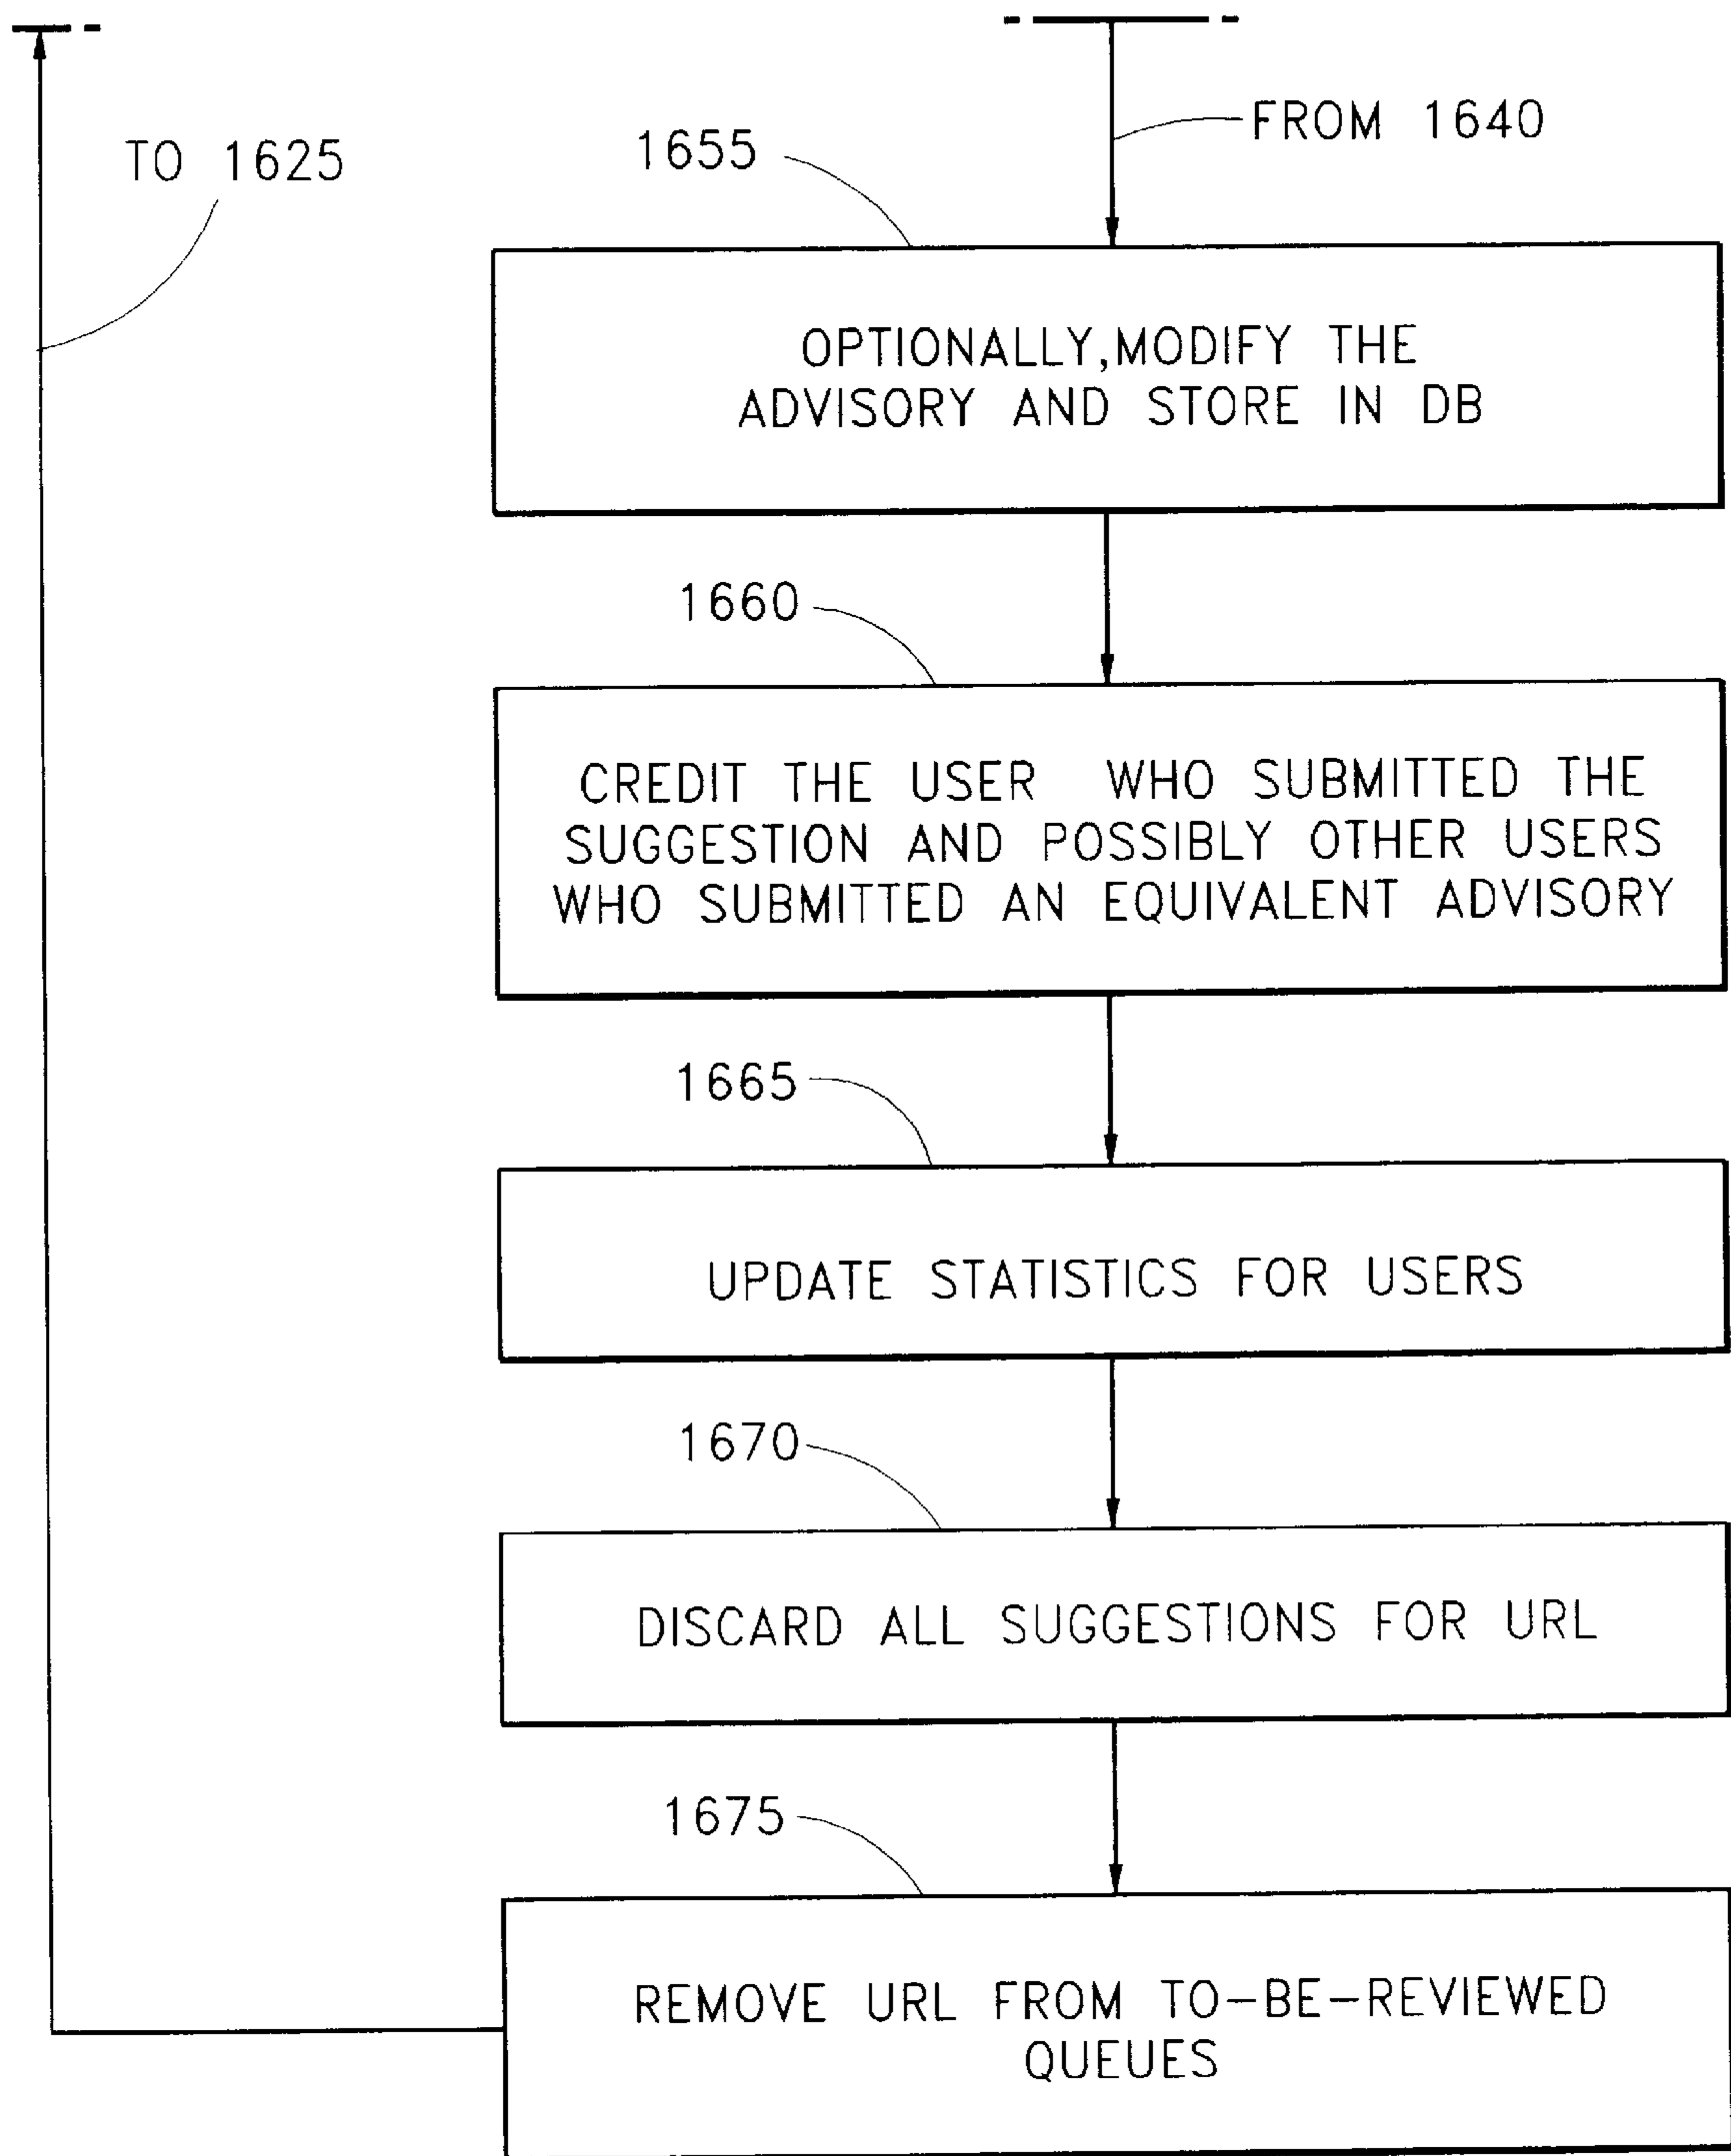 FROM 1640
TO 1625
1655
OPTIONALLY,MODIFY THE
ADVISORY AND STORE IN DB
1660
CREDIT THE USER WHO SUBMITTED THE
SUGGESTION AND POSSIBLY OTHER USERS
WHO SUBMITTED AN EQUIVALENT ADVISORY
1665
UPDATE STATISTICS FOR USERS
1670
DISCARD ALL SUGGESTIONS FOR URL
1675
REMOVE URL FROM TO-BE-REVIEWED
QUEUES